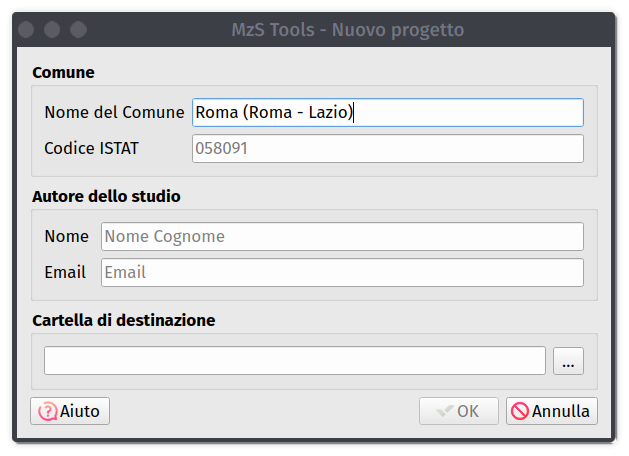 MzS Tools - Nuovo progetto
Comune
Nome del Comune Roma (Roma - Lazio)
Codice ISTAT 058091
Autore dello studio
Nome Nome Cognome
Email Email
Cartella di destinazione
...
Aiuto OK Annulla